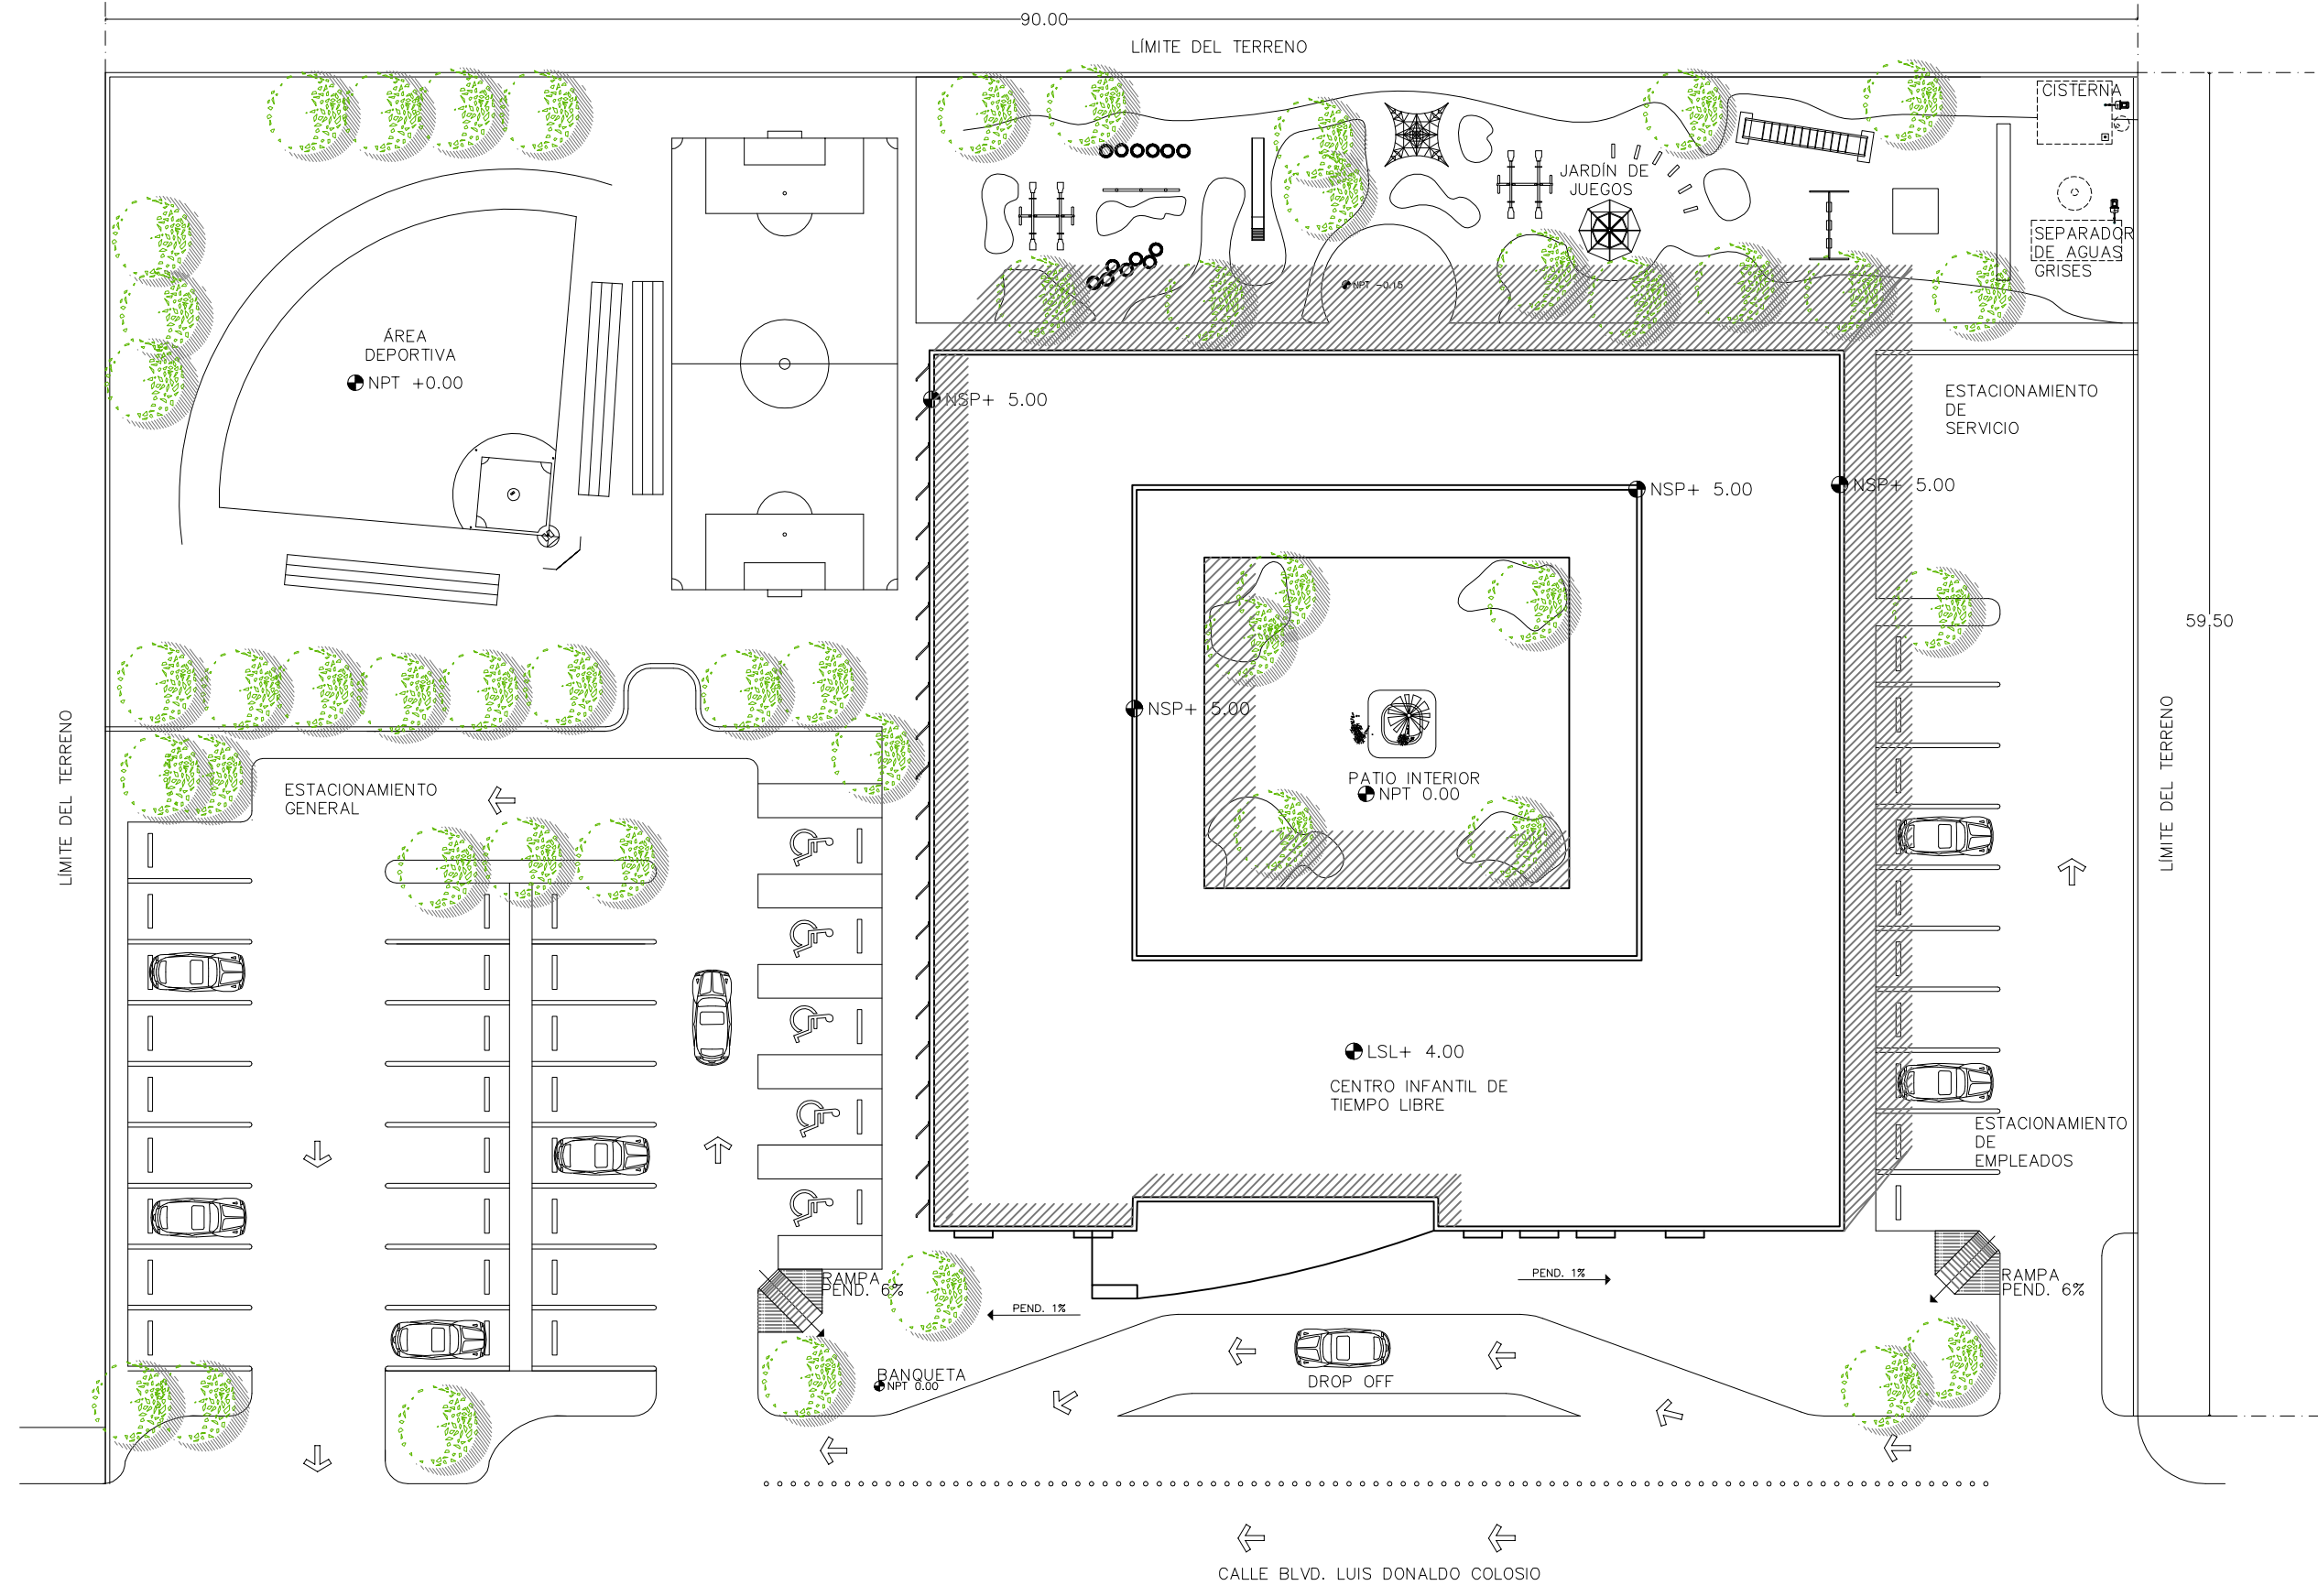 90.00
LÍMITE DEL TERRENO
CISTERNA
JARDÍN DE
JUEGOS
SEPARADOR
DE AGUAS
GRISES
NPT -0.15
ÁREA
DEPORTIVA
NPT +0.00
NSP+ 5.00
ESTACIONAMIENTO
DE
SERVICIO
NSP+ 5.00
NSP+ 5.00
59.50
NSP+ 5.00
LÍMITE DEL TERRENO
LÍMITE DEL TERRENO
PATIO INTERIOR
NPT 0.00
ESTACIONAMIENTO
GENERAL
LSL+ 4.00
CENTRO INFANTIL DE
TIEMPO LIBRE
ESTACIONAMIENTO
DE
EMPLEADOS
RAMPA
PEND. 6%
PEND. 1%
PEND. 1%
RAMPA
PEND. 6%
BANQUETA
NPT 0.00
DROP OFF
CALLE BLVD. LUIS DONALDO COLOSIO